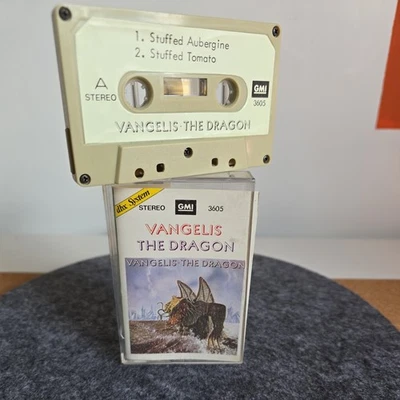 1. Stuffed Aubergine
2. Stuffed Tomato
A
STEREO
GMI
3605
VANGELIS·THE DRAGON
dbx System
STEREO
GMI
3605
VANGELIS
THE DRAGON
VANGELIS·THE DRAGON